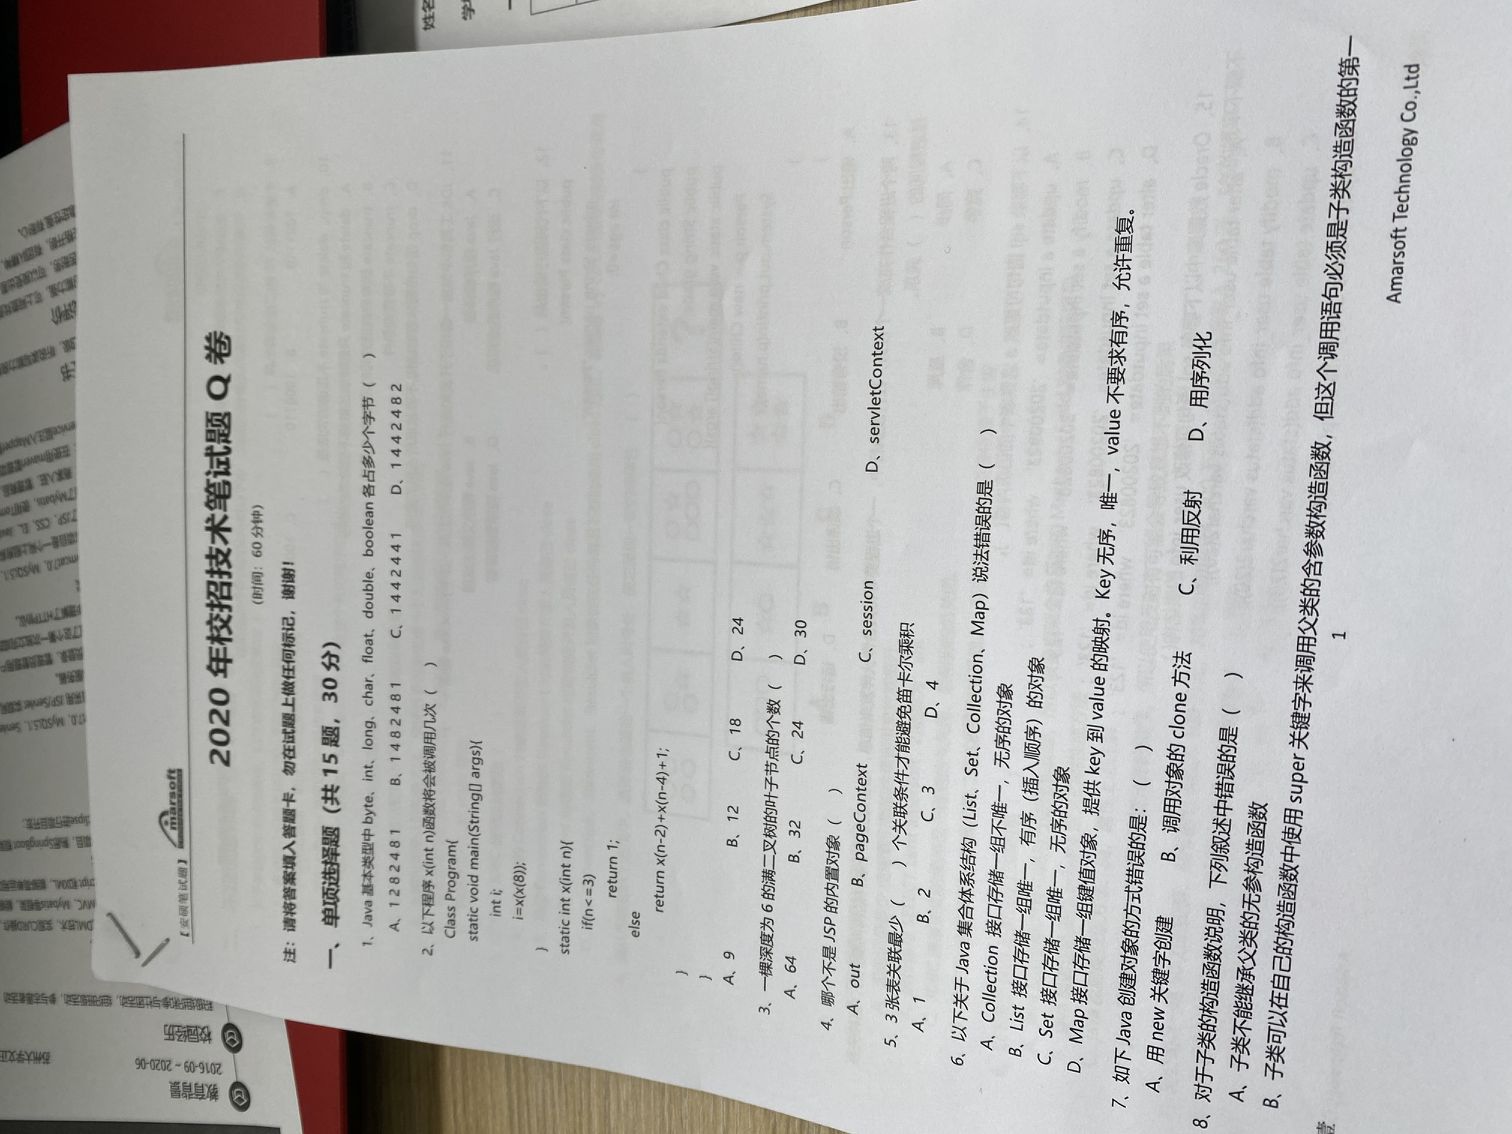 教育背景
2016-09 ~ 2020-06
校园经历
苏州大学文正
【安硕笔试题】 marsoft
2020 年校招技术笔试题 Q 卷
(时间：60 分钟)
注：请将答案填入答题卡，勿在试题上做任何标记，谢谢！
一、单项选择题（共 15 题，30 分）
1、Java 基本类型中 byte、int、long、char、float、double、boolean 各占多少个字节（ ）
A、1 2 8 2 4 8 1 B、1 4 8 2 4 8 1 C、1 4 4 2 4 4 1 D、1 4 4 2 4 8 2
2、以下程序 x(int n)函数将会被调用几次（ ）
Class Program{
static void main(String[] args){
int i;
i=x(x(8));
}
static int x(int n){
if(n<=3)
return 1;
else
return x(n-2)+x(n-4)+1;
}
}
A、9 B、12 C、18 D、24
3、一棵深度为 6 的满二叉树的叶子节点的个数（ ）
A、64 B、32 C、24 D、30
4、哪个不是 JSP 的内置对象（ ）
A、out B、pageContext C、session D、servletContext
5、3 张表关联最少（ ）个关联条件才能避免笛卡尔乘积
A、1 B、2 C、3 D、4
6、以下关于 Java 集合体系结构（List、Set、Collection、Map）说法错误的是（ ）
A、Collection 接口存储一组不唯一，无序的对象
B、List 接口存储一组唯一，有序（插入顺序）的对象
C、Set 接口存储一组唯一，无序的对象
D、Map 接口存储一组键值对象，提供 key 到 value 的映射。Key 无序，唯一，value 不要求有序，允许重复。
7、如下 Java 创建对象的方式错误的是：（ ）
A、用 new 关键字创建 B、调用对象的 clone 方法 C、利用反射 D、用序列化
8、对于子类的构造函数说明，下列叙述中错误的是（ ）
A、子类不能继承父类的无参构造函数
B、子类可以在自己的构造函数中使用 super 关键字来调用父类的含参数构造函数，但这个调用语句必须是子类构造函数的第一
1
Amarsoft Technology Co.,Ltd
姓名